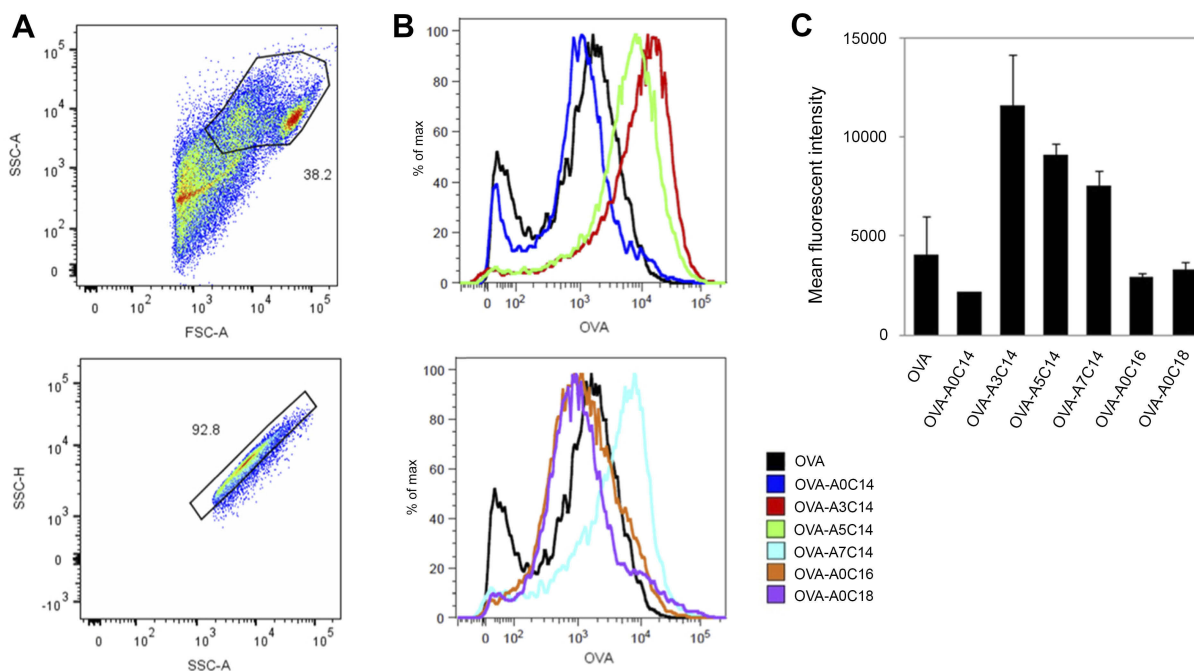 A
SSC-A
10^5
10^4
10^3
10^2
0
38.2
0 10^3 10^4 10^5
FSC-A
SSC-H
10^5
10^4
10^3
0
-10^3
92.8
0 10^2 10^3 10^4 10^5
SSC-A
B
% of max
100
80
60
40
20
0
0 10^2 10^3 10^4 10^5
OVA
% of max
100
80
60
40
20
0
0 10^2 10^3 10^4 10^5
OVA
OVA
OVA-A0C14
OVA-A3C14
OVA-A5C14
OVA-A7C14
OVA-A0C16
OVA-A0C18
C
Mean fluorescent intensity
15000
10000
5000
0
OVA
OVA-A0C14
OVA-A3C14
OVA-A5C14
OVA-A7C14
OVA-A0C16
OVA-A0C18